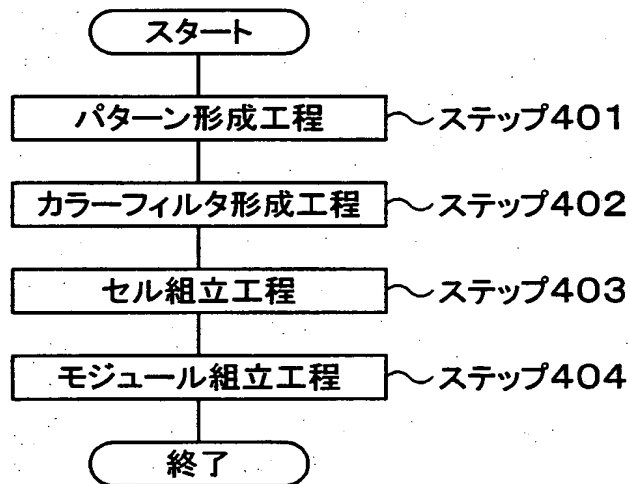 スタート
パターン形成工程 ステップ401
カラーフィルタ形成工程 ステップ402
セル組立工程 ステップ403
モジュール組立工程 ステップ404
終了